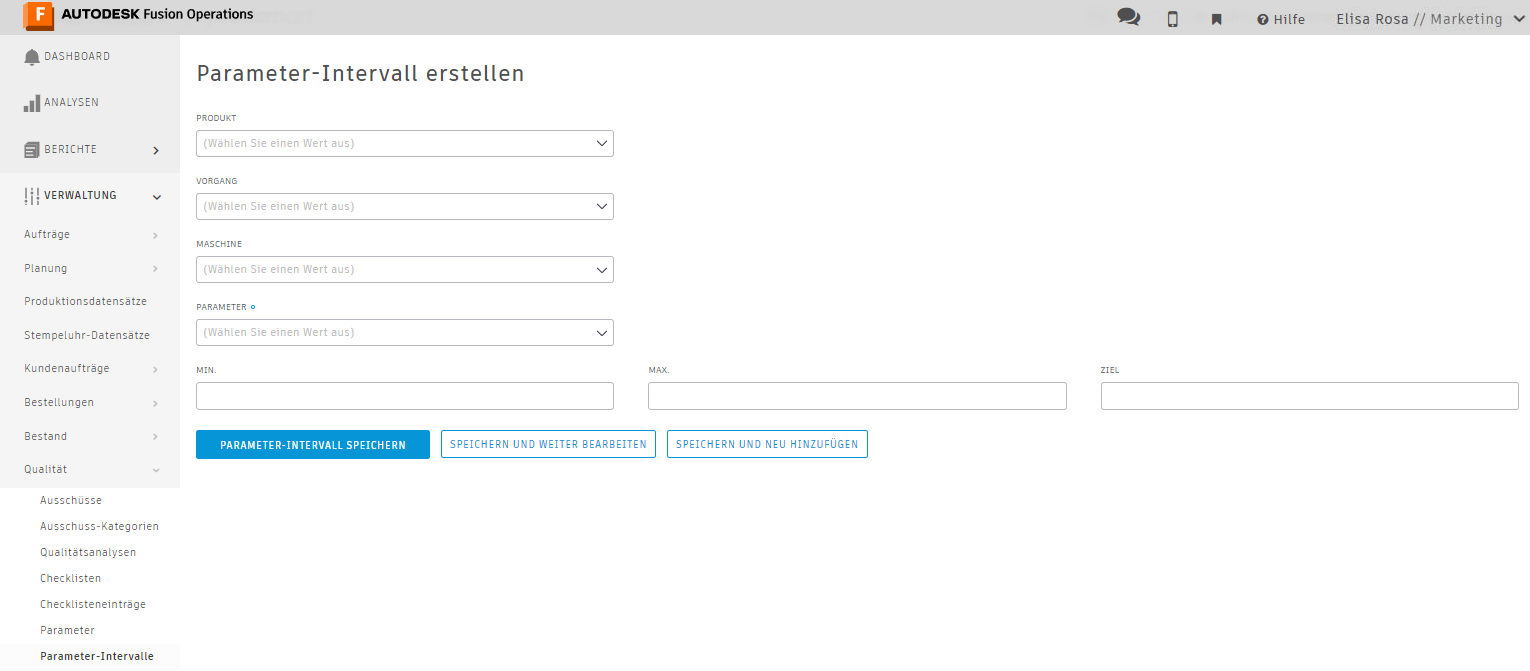 F AUTODESK Fusion Operations
Hilfe
Elisa Rosa // Marketing
DASHBOARD
ANALYSEN
BERICHTE
VERWALTUNG
Aufträge
Planung
Produktionsdatensätze
Stempeluhr-Datensätze
Kundenaufträge
Bestellungen
Bestand
Qualität
Ausschüsse
Ausschuss-Kategorien
Qualitätsanalysen
Checklisten
Checklisteneinträge
Parameter
Parameter-Intervalle
Parameter-Intervall erstellen
PRODUKT
(Wählen Sie einen Wert aus)
VORGANG
(Wählen Sie einen Wert aus)
MASCHINE
(Wählen Sie einen Wert aus)
PARAMETER
(Wählen Sie einen Wert aus)
MIN.
MAX.
ZIEL
PARAMETER-INTERVALL SPEICHERN
SPEICHERN UND WEITER BEARBEITEN
SPEICHERN UND NEU HINZUFÜGEN